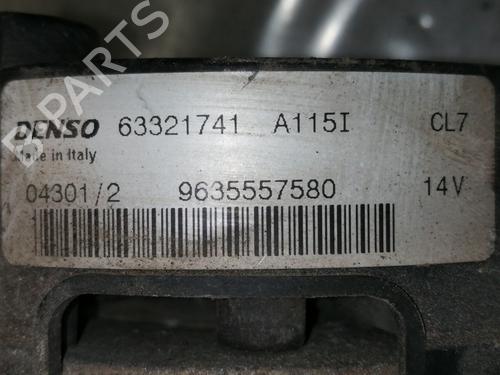 B-PARTS
DENSO 63321741 A115I CL7
Made in Italy
04301/2 9635557580 14V